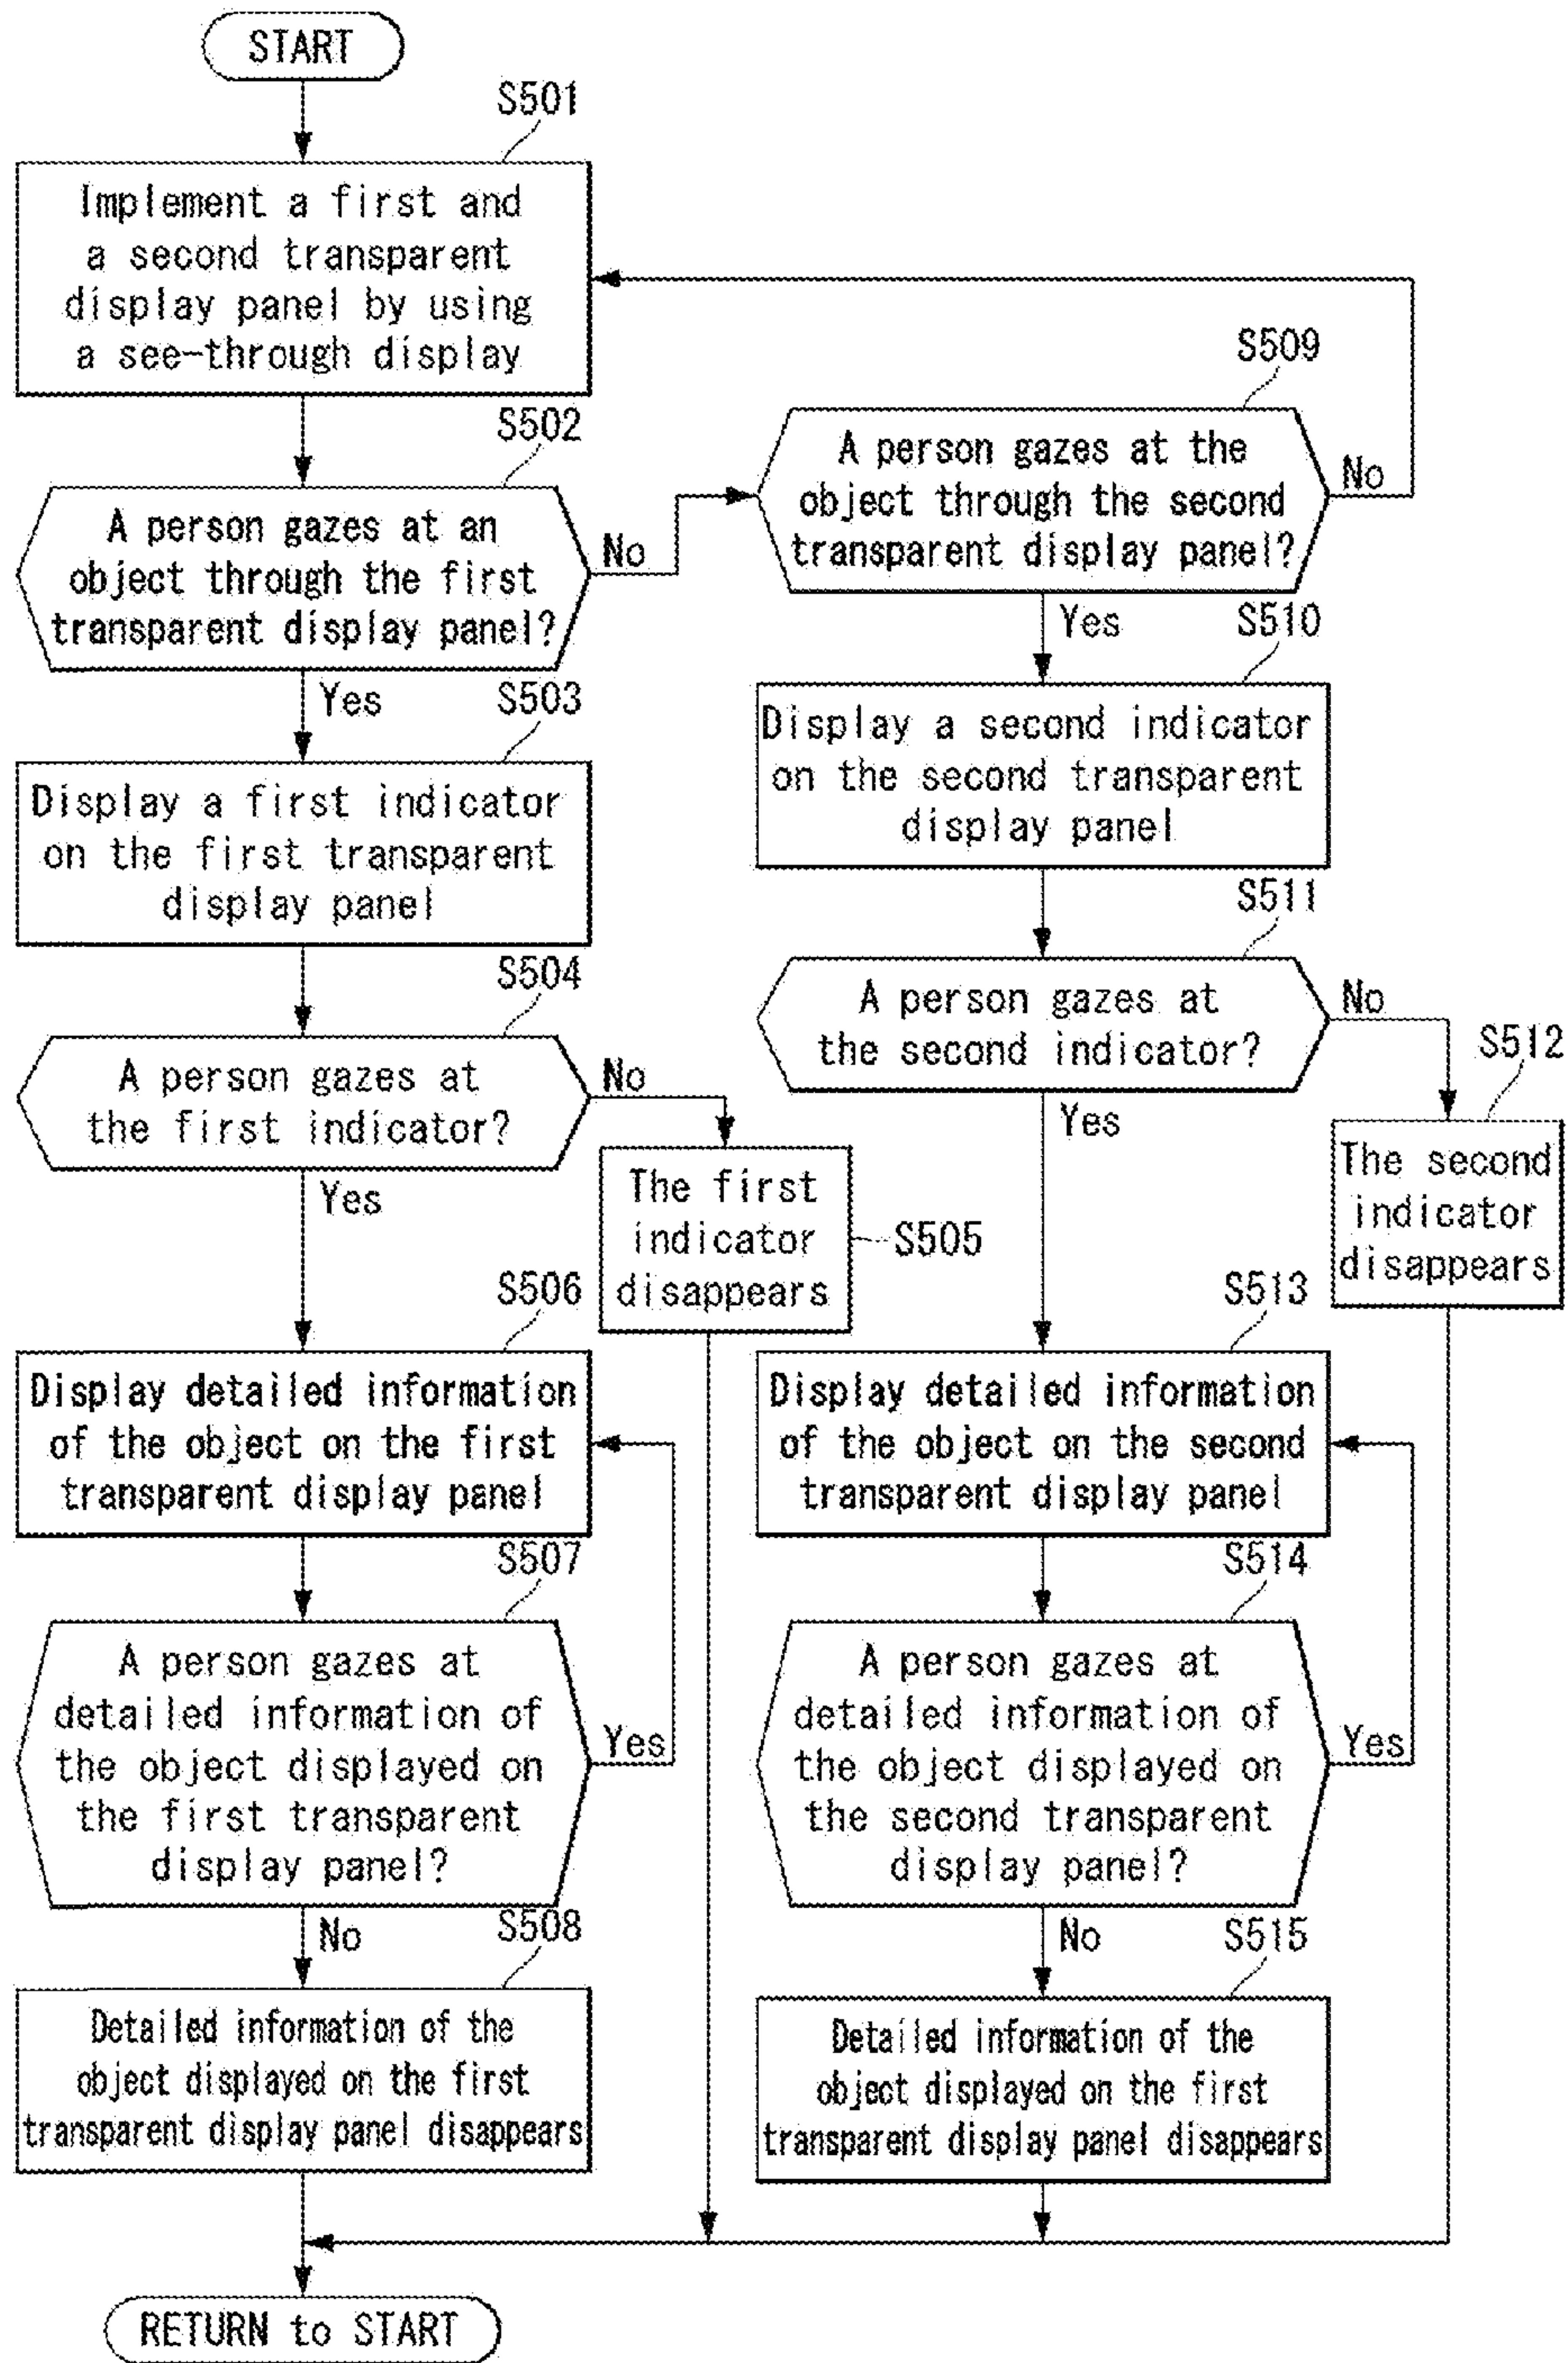 START
S501
Implement a first and
a second transparent
display panel by using
a see-through display
S502
A person gazes at an
object through the first
transparent display panel?
No
Yes
S503
Display a first indicator
on the first transparent
display panel
S504
A person gazes at
the first indicator?
No
Yes
The first
indicator
disappears
S505
S506
Display detailed information
of the object on the first
transparent display panel
S507
A person gazes at
detailed information of
the object displayed on
the first transparent
display panel?
Yes
No
S508
Detailed information of the
object displayed on the first
transparent display panel disappears
S509
A person gazes at the
object through the second
transparent display panel?
No
Yes
S510
Display a second indicator
on the second transparent
display panel
S511
A person gazes at
the second indicator?
No
Yes
S512
The second
indicator
disappears
S513
Display detailed information
of the object on the second
transparent display panel
S514
A person gazes at
detailed information of
the object displayed on
the second transparent
display panel?
Yes
No
S515
Detailed information of the
object displayed on the first
transparent display panel disappears
RETURN to START